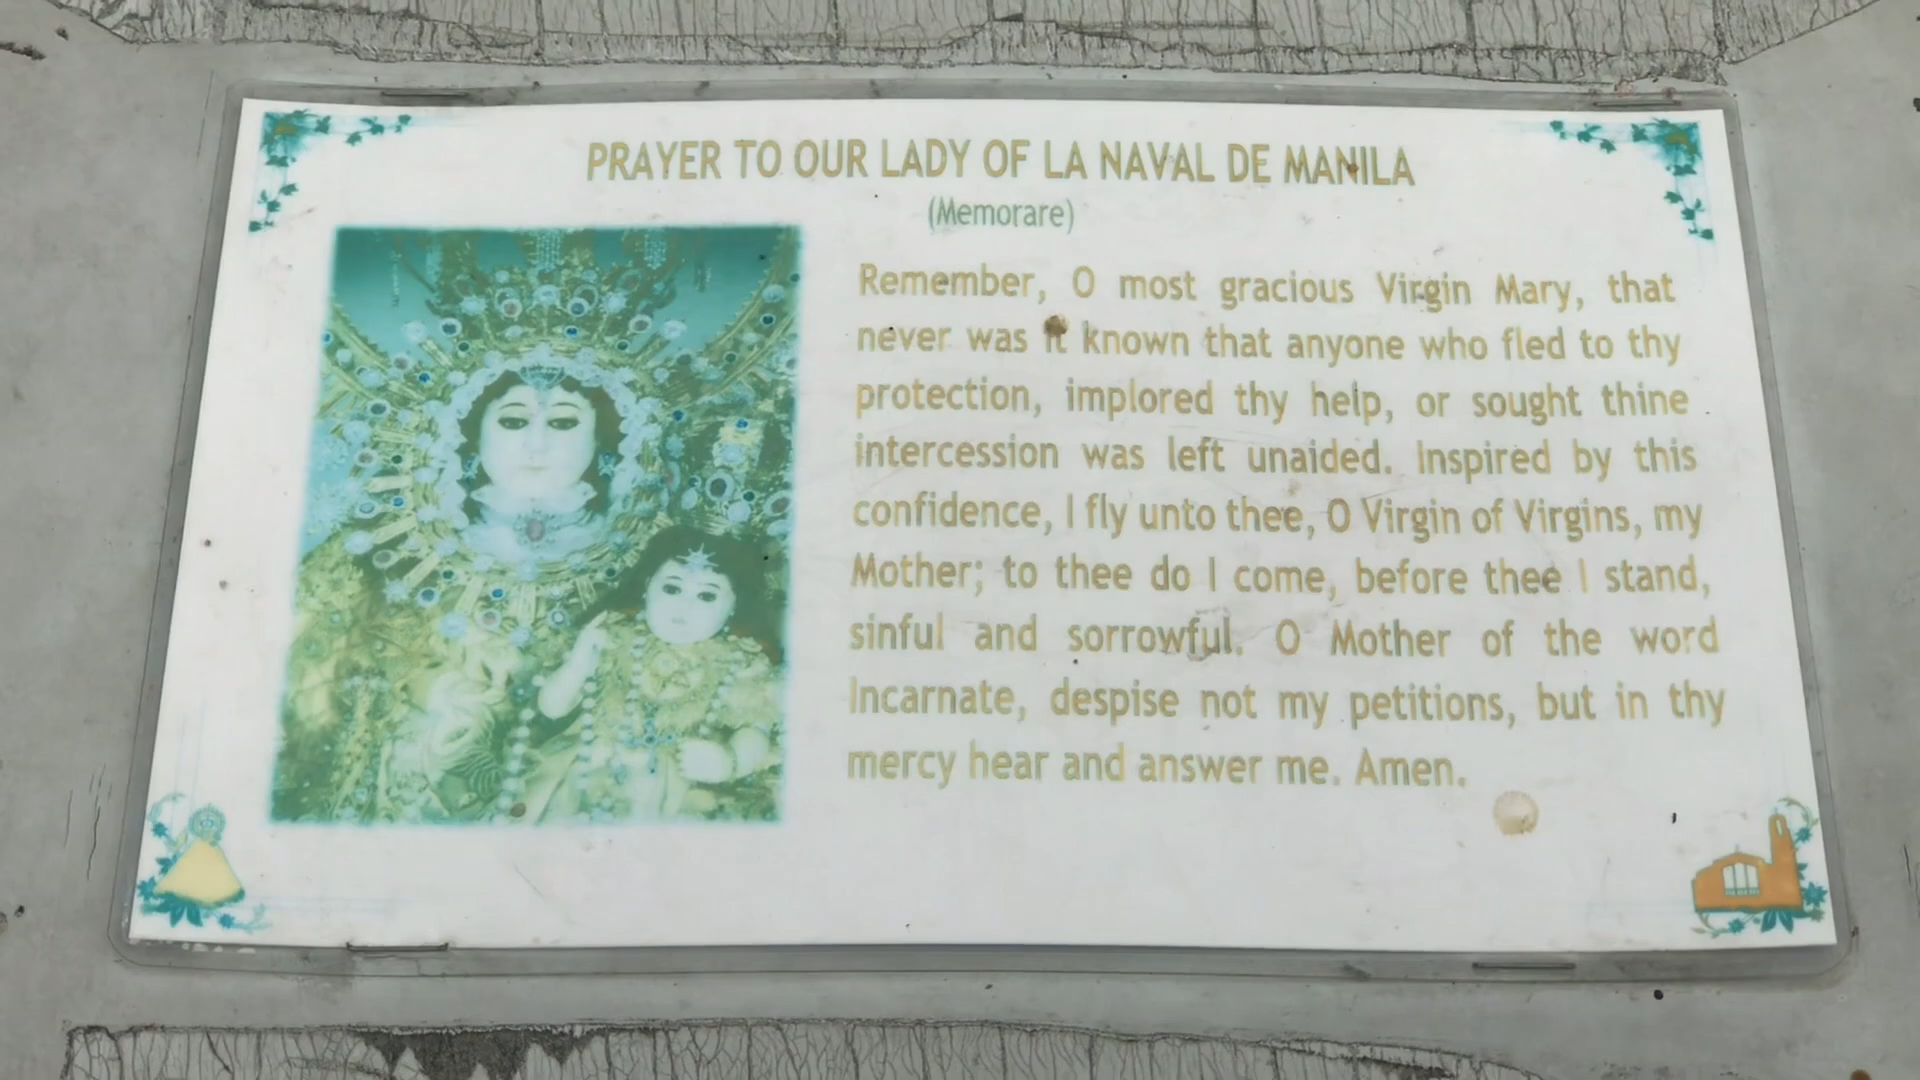 PRAYER TO OUR LADY OF LA NAVAL DE MANILA
(Memorare)
Remember, O most gracious Virgin Mary, that
never was it known that anyone who fled to thy
protection, implored thy help, or sought thine
intercession was left unaided. Inspired by this
confidence, I fly unto thee, O Virgin of Virgins, my
Mother; to thee do I come, before thee I stand,
sinful and sorrowful. O Mother of the word
Incarnate, despise not my petitions, but in thy
mercy hear and answer me. Amen.